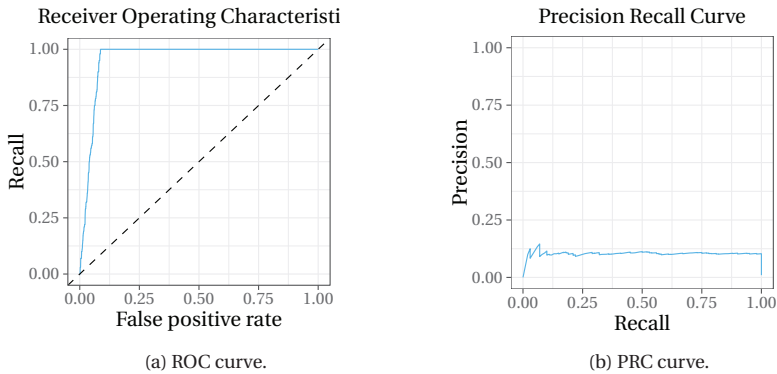 Receiver Operating Characteristi
1.00
0.75
0.50
0.25
0.00
Recall
0.00 0.25 0.50 0.75 1.00
False positive rate
(a) ROC curve.
Precision Recall Curve
1.00
0.75
0.50
0.25
0.00
Precision
0.00 0.25 0.50 0.75 1.00
Recall
(b) PRC curve.